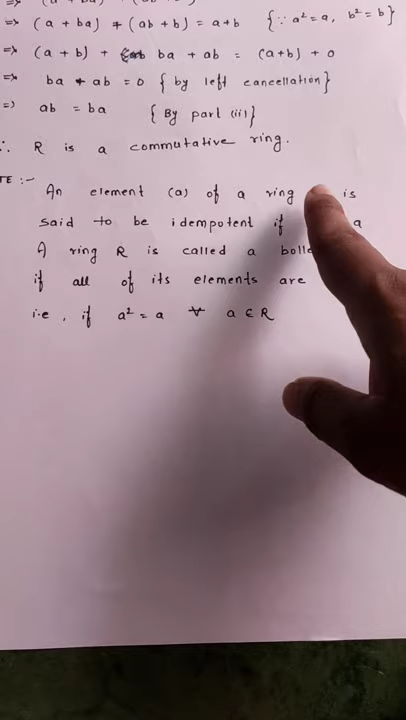 => (a + ba) + (ab + b) = a+b {∵ a² = a, b² = b}
=> (a + b) + ba + ab = (a+b) + 0
=> ba + ab = 0 {by left cancellation}
=> ab = ba {By part (ii)}
∴ R is a commutative ring.
TE :- An element (a) of a ring is
said to be idempotent if a
A ring R is called a
if all of its elements are
i.e, if a² = a ∀ a ∈ R